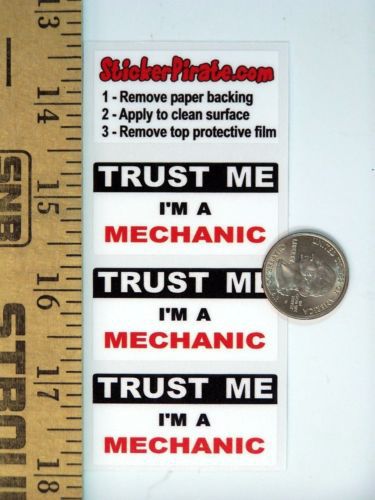 StickerPirate.com
1 - Remove paper backing
2 - Apply to clean surface
3 - Remove top protective film
TRUST ME
I'M A
MECHANIC
TRUST ME
I'M A
MECHANIC
TRUST ME
I'M A
MECHANIC
13
14
15
16
17
18
SNB